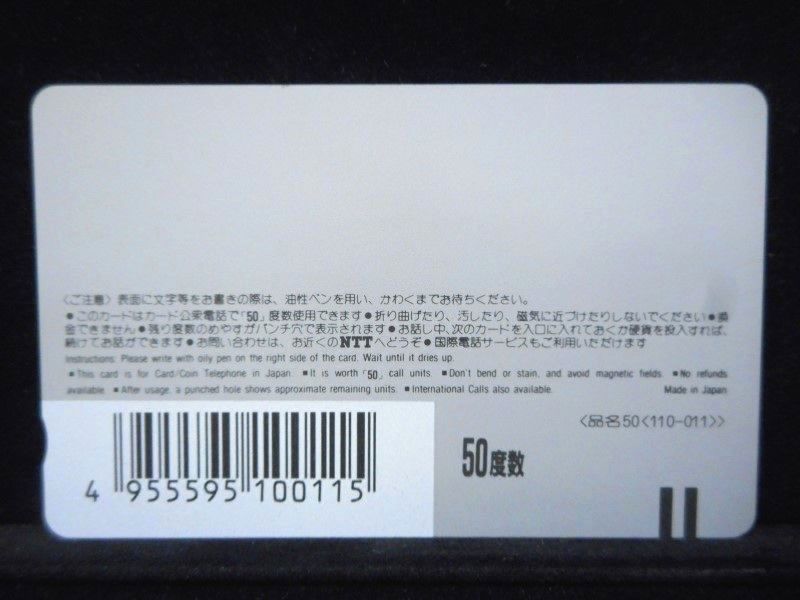 〈ご注意〉表面に文字等をお書きの際は、油性ペンを用い、かわくまでお待ちください。
●このカードはカード公衆電話で「50」度数使用できます●折り曲げたり、汚したり、磁気に近づけたりしないでください●換
金できません●残り度数のめやすがパンチ穴で表示されます●お話し中、次のカードを入口に入れておくか硬貨を投入すれば、
続けてお話ができます●お問い合わせは、お近くのNTTへどうぞ●国際電話サービスもご利用いただけます
Instructions: Please write with oily pen on the right side of the card. Wait until it dries up.
■This card is for Card/Coin Telephone in Japan. ■It is worth「50」call units. ■Don't bend or stain, and avoid magnetic fields. ■No refunds
available. ■After usage, a punched hole shows approximate remaining units. ■International Calls also available. Made in Japan
〈品名50〈110-011〉〉
50度数
4 955595 100115